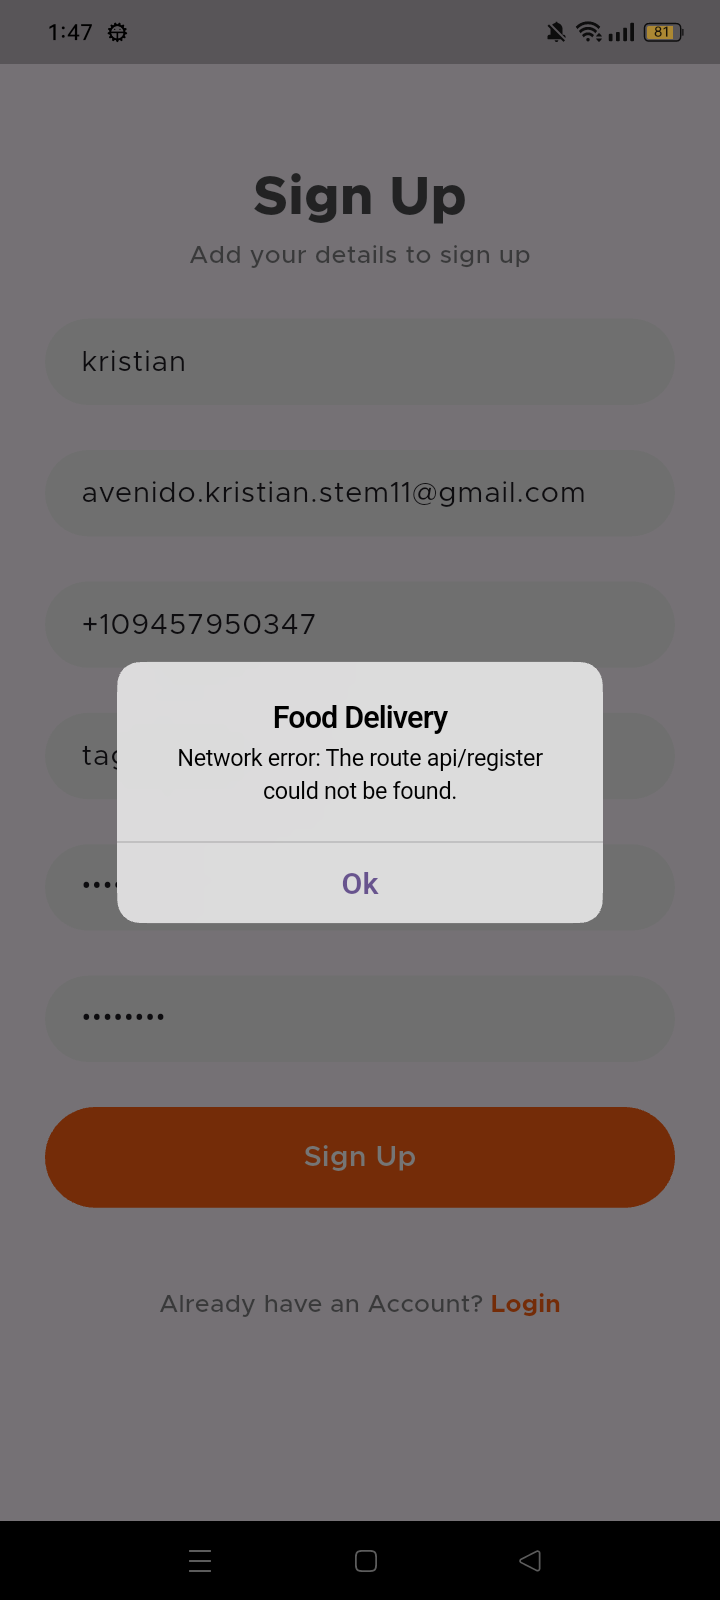 1:47
81
Sign Up
Add your details to sign up
kristian
avenido.kristian.stem11@gmail.com
+109457950347
Food Delivery
Network error: The route api/register
could not be found.
Ok
••••••••
Sign Up
Already have an Account? Login